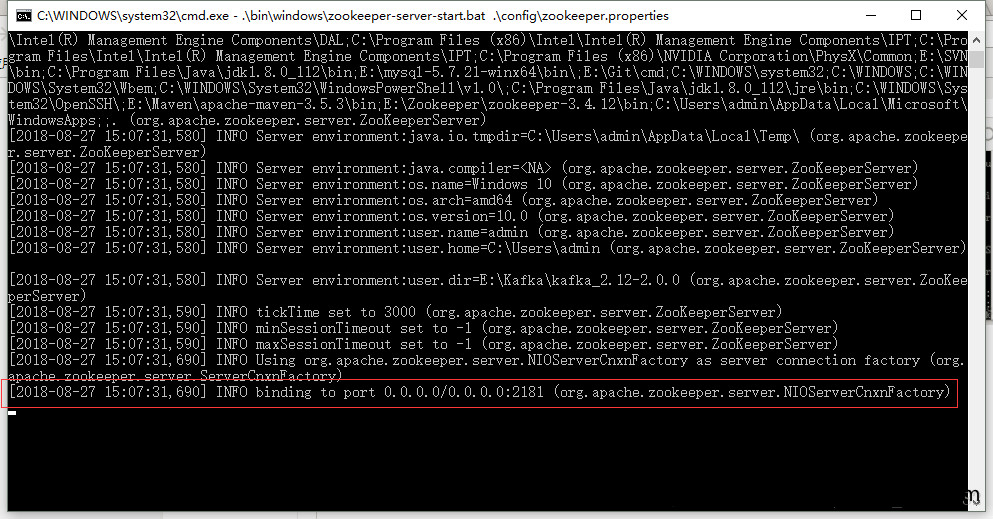 C:\WINDOWS\system32\cmd.exe - .\bin\windows\zookeeper-server-start.bat .\config\zookeeper.properties
\Intel(R) Management Engine Components\DAL;C:\Program Files (x86)\Intel\Intel(R) Management Engine Components\IPT;C:\Pro
gram Files\Intel\Intel(R) Management Engine Components\IPT;C:\Program Files (x86)\NVIDIA Corporation\PhysX\Common;E:\SVN
\bin;C:\Program Files\Java\jdk1.8.0_112\bin;E:\mysql-5.7.21-winx64\bin\;E:\Git\cmd;C:\WINDOWS\system32;C:\WINDOWS;C:\WIN
DOWS\System32\Wbem;C:\WINDOWS\System32\WindowsPowerShell\v1.0\;C:\Program Files\Java\jdk1.8.0_112\jre\bin;C:\WINDOWS\Sys
tem32\OpenSSH\;E:\Maven\apache-maven-3.5.3\bin;E:\Zookeeper\zookeeper-3.4.12\bin;C:\Users\admin\AppData\Local\Microsoft\
WindowsApps;;. (org.apache.zookeeper.server.ZooKeeperServer)
[2018-08-27 15:07:31,580] INFO Server environment:java.io.tmpdir=C:\Users\admin\AppData\Local\Temp\ (org.apache.zookeepe
r.server.ZooKeeperServer)
[2018-08-27 15:07:31,580] INFO Server environment:java.compiler=<NA> (org.apache.zookeeper.server.ZooKeeperServer)
[2018-08-27 15:07:31,580] INFO Server environment:os.name=Windows 10 (org.apache.zookeeper.server.ZooKeeperServer)
[2018-08-27 15:07:31,580] INFO Server environment:os.arch=amd64 (org.apache.zookeeper.server.ZooKeeperServer)
[2018-08-27 15:07:31,580] INFO Server environment:os.version=10.0 (org.apache.zookeeper.server.ZooKeeperServer)
[2018-08-27 15:07:31,580] INFO Server environment:user.name=admin (org.apache.zookeeper.server.ZooKeeperServer)
[2018-08-27 15:07:31,580] INFO Server environment:user.home=C:\Users\admin (org.apache.zookeeper.server.ZooKeeperServer)
[2018-08-27 15:07:31,580] INFO Server environment:user.dir=E:\Kafka\kafka_2.12-2.0.0 (org.apache.zookeeper.server.ZooKee
perServer)
[2018-08-27 15:07:31,590] INFO tickTime set to 3000 (org.apache.zookeeper.server.ZooKeeperServer)
[2018-08-27 15:07:31,590] INFO minSessionTimeout set to -1 (org.apache.zookeeper.server.ZooKeeperServer)
[2018-08-27 15:07:31,590] INFO maxSessionTimeout set to -1 (org.apache.zookeeper.server.ZooKeeperServer)
[2018-08-27 15:07:31,690] INFO Using org.apache.zookeeper.server.NIOServerCnxnFactory as server connection factory (org.
apache.zookeeper.server.ServerCnxnFactory)
[2018-08-27 15:07:31,690] INFO binding to port 0.0.0.0/0.0.0.0:2181 (org.apache.zookeeper.server.NIOServerCnxnFactory)